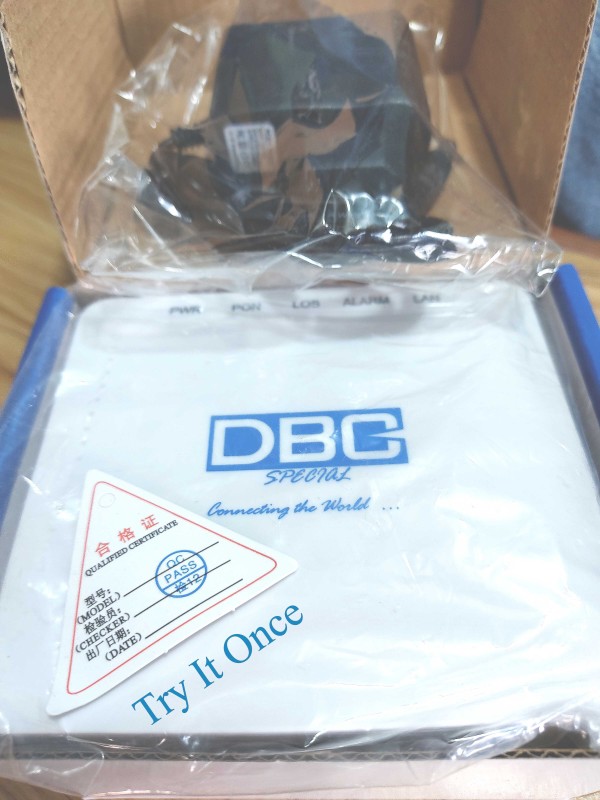 PWR PON LOS ALARM LAN
DBC
SPECIAL
Connecting the World ...
合格证
QUALIFIED CERTIFICATE
QC
PASS
检12
型号:
(MODEL)
检验员:
(CHECKER)
出厂日期:
(DATE)
Try It Once